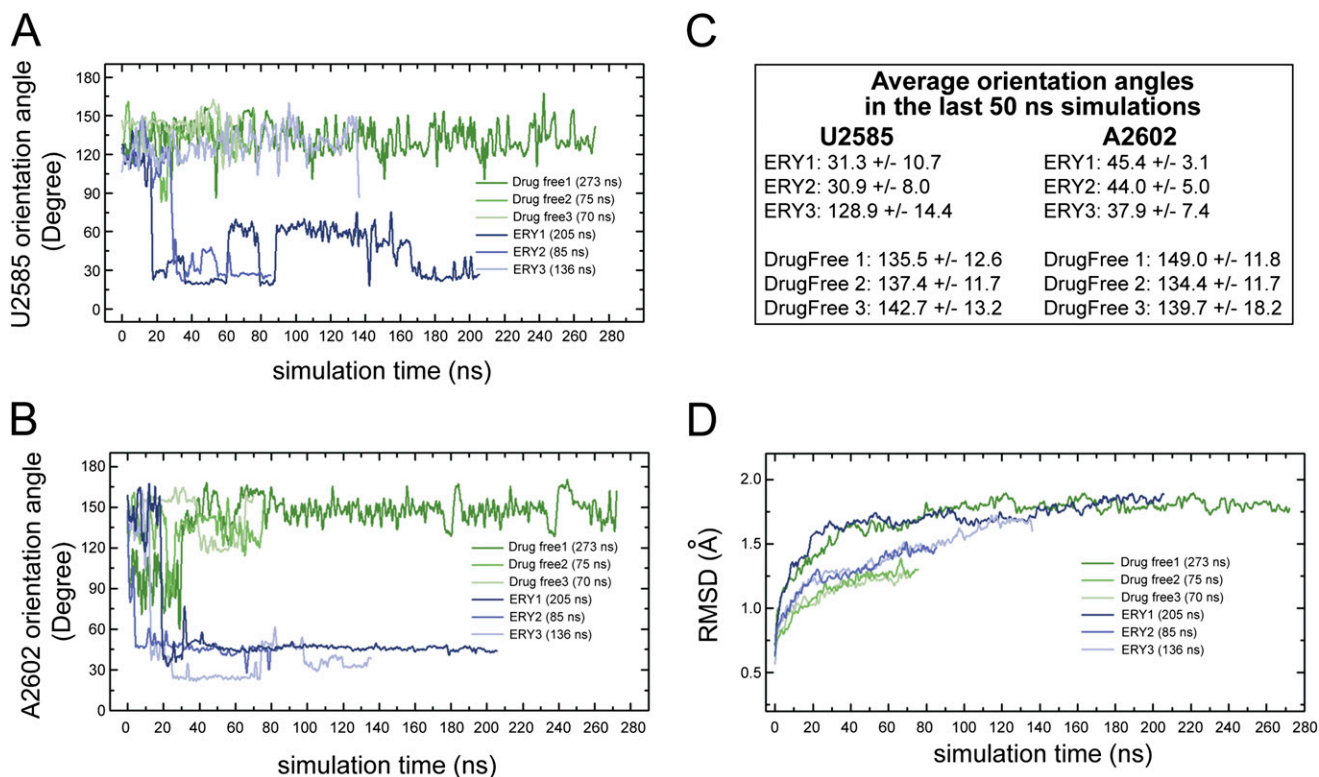 A
U2585 orientation angle
(Degree)
180
150
120
90
60
30
0
Drug free1 (273 ns)
Drug free2 (75 ns)
Drug free3 (70 ns)
ERY1 (205 ns)
ERY2 (85 ns)
ERY3 (136 ns)
0 20 40 60 80 100 120 140 160 180 200 220 240 260 280
simulation time (ns)
C
Average orientation angles
in the last 50 ns simulations
U2585 A2602
ERY1: 31.3 +/- 10.7 ERY1: 45.4 +/- 3.1
ERY2: 30.9 +/- 8.0 ERY2: 44.0 +/- 5.0
ERY3: 128.9 +/- 14.4 ERY3: 37.9 +/- 7.4
DrugFree 1: 135.5 +/- 12.6 DrugFree 1: 149.0 +/- 11.8
DrugFree 2: 137.4 +/- 11.7 DrugFree 2: 134.4 +/- 11.7
DrugFree 3: 142.7 +/- 13.2 DrugFree 3: 139.7 +/- 18.2
B
A2602 orientation angle
(Degree)
180
150
120
90
60
30
0
Drug free1 (273 ns)
Drug free2 (75 ns)
Drug free3 (70 ns)
ERY1 (205 ns)
ERY2 (85 ns)
ERY3 (136 ns)
0 20 40 60 80 100 120 140 160 180 200 220 240 260 280
simulation time (ns)
D
RMSD (Å)
2.0
1.5
1.0
0.5
Drug free1 (273 ns)
Drug free2 (75 ns)
Drug free3 (70 ns)
ERY1 (205 ns)
ERY2 (85 ns)
ERY3 (136 ns)
0 20 40 60 80 100 120 140 160 180 200 220 240 260 280
simulation time (ns)